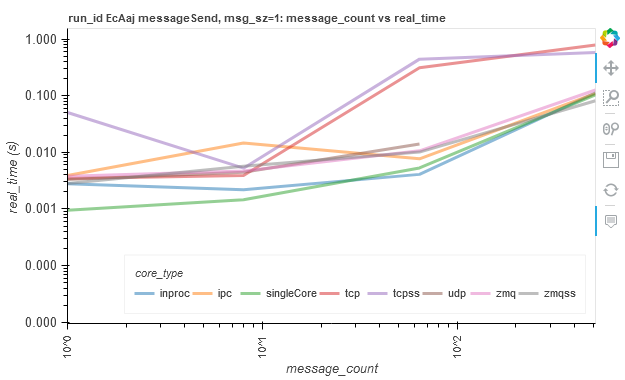 run_id EcAaj messageSend, msg_sz=1: message_count vs real_time
1.000
0.100
0.010
0.001
0.000
0.000
real_time (s)
core_type
inproc ipc singleCore tcp tcpss udp zmq zmqss
10^0 10^1 10^2
message_count